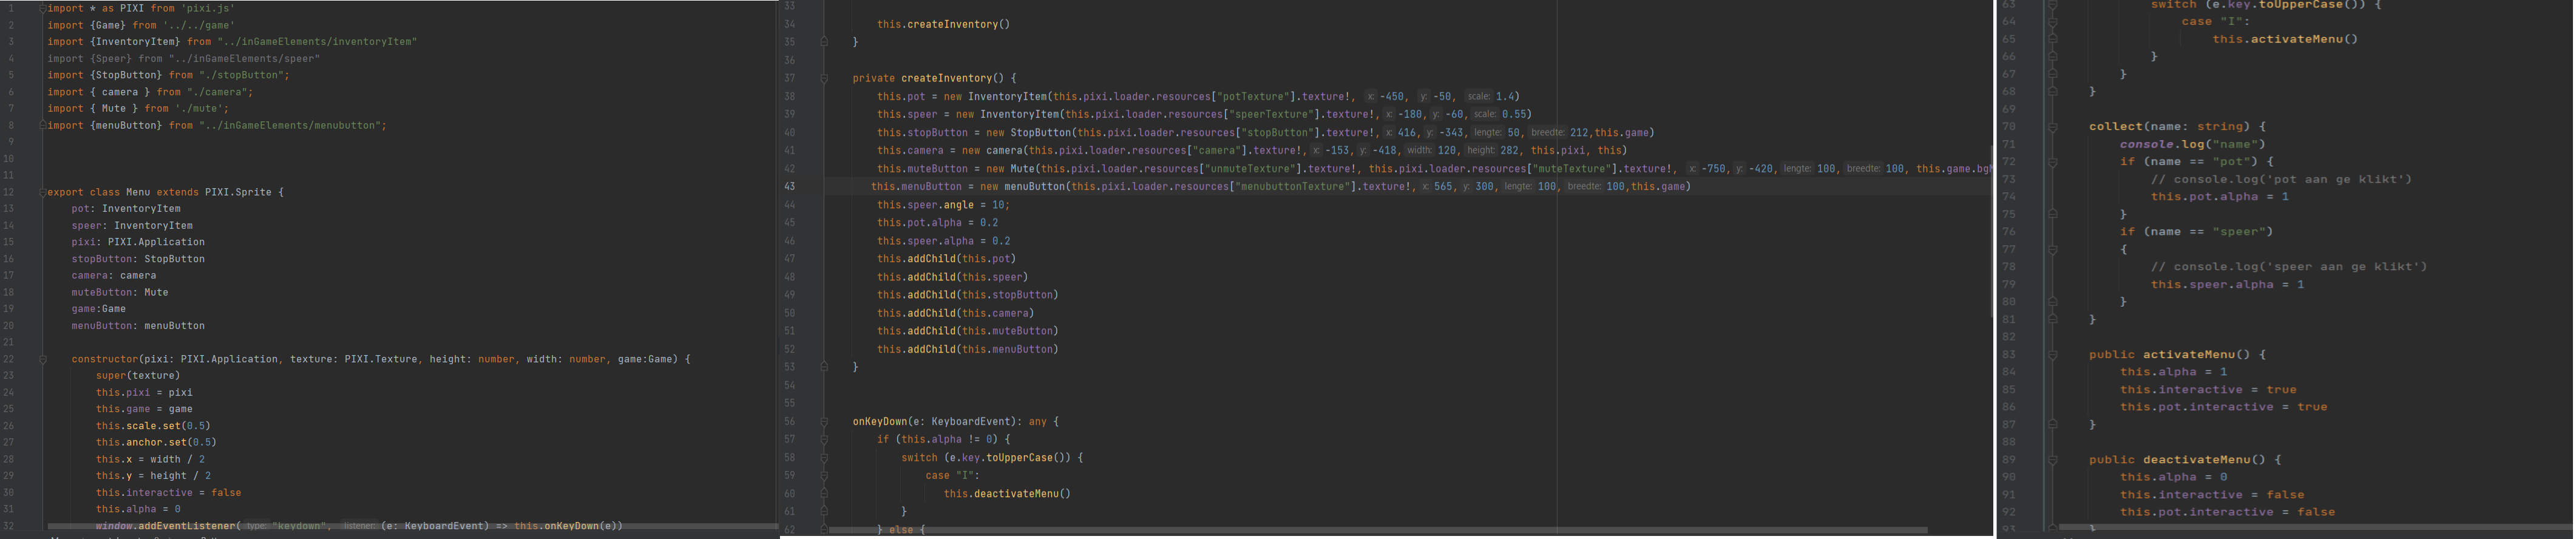 1 import * as PIXI from 'pixi.js'
2 import {Game} from '../../game'
3 import {InventoryItem} from "../inGameElements/inventoryItem"
4 import {Speer} from "../inGameElements/speer"
5 import {StopButton} from "./stopButton";
6 import { camera } from "./camera";
7 import { Mute } from './mute';
8 import {menuButton} from "../inGameElements/menubutton";
9
10
11
12 export class Menu extends PIXI.Sprite {
13 pot: InventoryItem
14 speer: InventoryItem
15 pixi: PIXI.Application
16 stopButton: StopButton
17 camera: camera
18 muteButton: Mute
19 game:Game
20 menuButton: menuButton
21
22 constructor(pixi: PIXI.Application, texture: PIXI.Texture, height: number, width: number, game:Game) {
23 super(texture)
24 this.pixi = pixi
25 this.game = game
26 this.scale.set(0.5)
27 this.anchor.set(0.5)
28 this.x = width / 2
29 this.y = height / 2
30 this.interactive = false
31 this.alpha = 0
32 window.addEventListener( type: "keydown", listener: (e: KeyboardEvent) => this.onKeyDown(e))
33
34 this.createInventory()
35 }
36
37 private createInventory() {
38 this.pot = new InventoryItem(this.pixi.loader.resources["potTexture"].texture!, x: -450, y: -50, scale: 1.4)
39 this.speer = new InventoryItem(this.pixi.loader.resources["speerTexture"].texture!, x: -180, y: -60, scale: 0.55)
40 this.stopButton = new StopButton(this.pixi.loader.resources["stopButton"].texture!, x: 416, y: -343, lengte: 50, breedte: 212,this.game)
41 this.camera = new camera(this.pixi.loader.resources["camera"].texture!, x: -153, y: -418, width: 120, height: 282, this.pixi, this)
42 this.muteButton = new Mute(this.pixi.loader.resources["unmuteTexture"].texture!, this.pixi.loader.resources["muteTexture"].texture!, x: -750, y: -420, lengte: 100, breedte: 100, this.game.bgM
43 this.menuButton = new menuButton(this.pixi.loader.resources["menubuttonTexture"].texture!, x: 565, y: 300, lengte: 100, breedte: 100,this.game)
44 this.speer.angle = 10;
45 this.pot.alpha = 0.2
46 this.speer.alpha = 0.2
47 this.addChild(this.pot)
48 this.addChild(this.speer)
49 this.addChild(this.stopButton)
50 this.addChild(this.camera)
51 this.addChild(this.muteButton)
52 this.addChild(this.menuButton)
53 }
54
55
56 onKeyDown(e: KeyboardEvent): any {
57 if (this.alpha != 0) {
58 switch (e.key.toUpperCase()) {
59 case "I":
60 this.deactivateMenu()
61 }
62 } else {
63 switch (e.key.toUpperCase()) {
64 case "I":
65 this.activateMenu()
66 }
67 }
68 }
69
70 collect(name: string) {
71 console.log("name")
72 if (name == "pot") {
73 // console.log('pot aan ge klikt')
74 this.pot.alpha = 1
75 }
76 if (name == "speer")
77 {
78 // console.log('speer aan ge klikt')
79 this.speer.alpha = 1
80 }
81 }
82
83 public activateMenu() {
84 this.alpha = 1
85 this.interactive = true
86 this.pot.interactive = true
87 }
88
89 public deactivateMenu() {
90 this.alpha = 0
91 this.interactive = false
92 this.pot.interactive = false
93 }